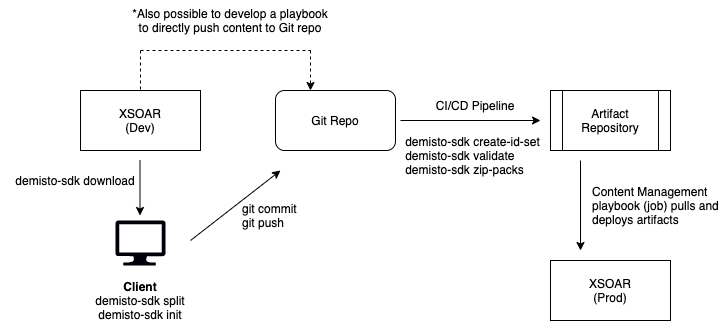 *Also possible to develop a playbook
to directly push content to Git repo
XSOAR
(Dev)
Git Repo
CI/CD Pipeline
demisto-sdk create-id-set
demisto-sdk validate
demisto-sdk zip-packs
Artifact
Repository
demisto-sdk download
git commit
git push
Content Management
playbook (job) pulls and
deploys artifacts
Client
demisto-sdk split
demisto-sdk init
XSOAR
(Prod)